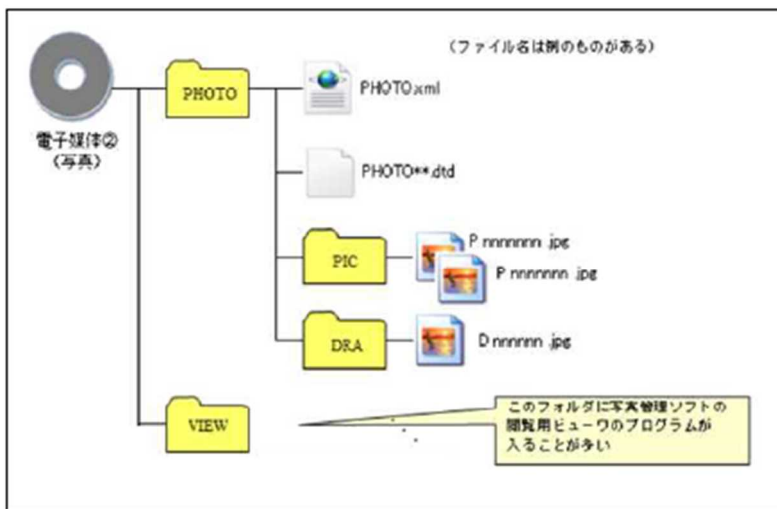 (ファイル名は例のものがある)
電子媒体②
(写真)
PHOTO
PHOTO.xml
PHOTO**.dtd
PIC
Pnnnnnnn.jpg
Pnnnnnnn.jpg
DRA
Dnnnnnn.jpg
VIEW
このフォルダに写真管理ソフトの
閲覧用ビューワのプログラムが
入ることが多い